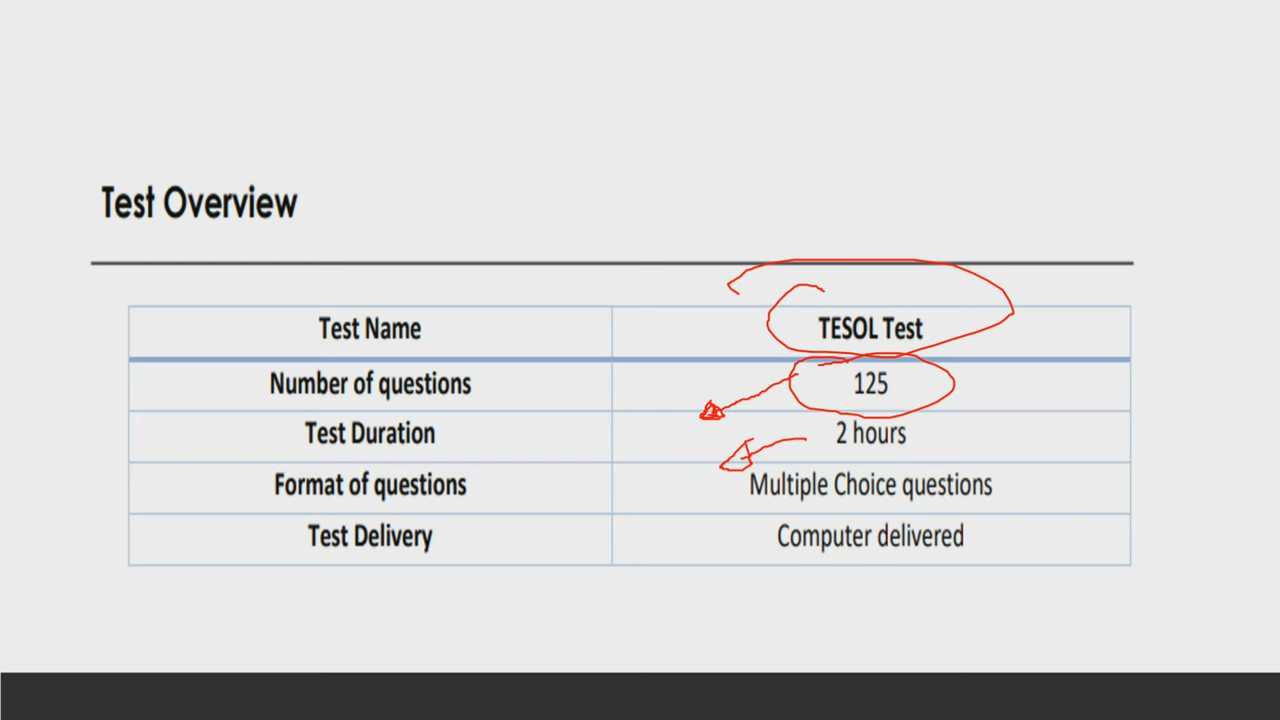 Test Overview
Test Name TESOL Test
Number of questions 125
Test Duration 2 hours
Format of questions Multiple Choice questions
Test Delivery Computer delivered